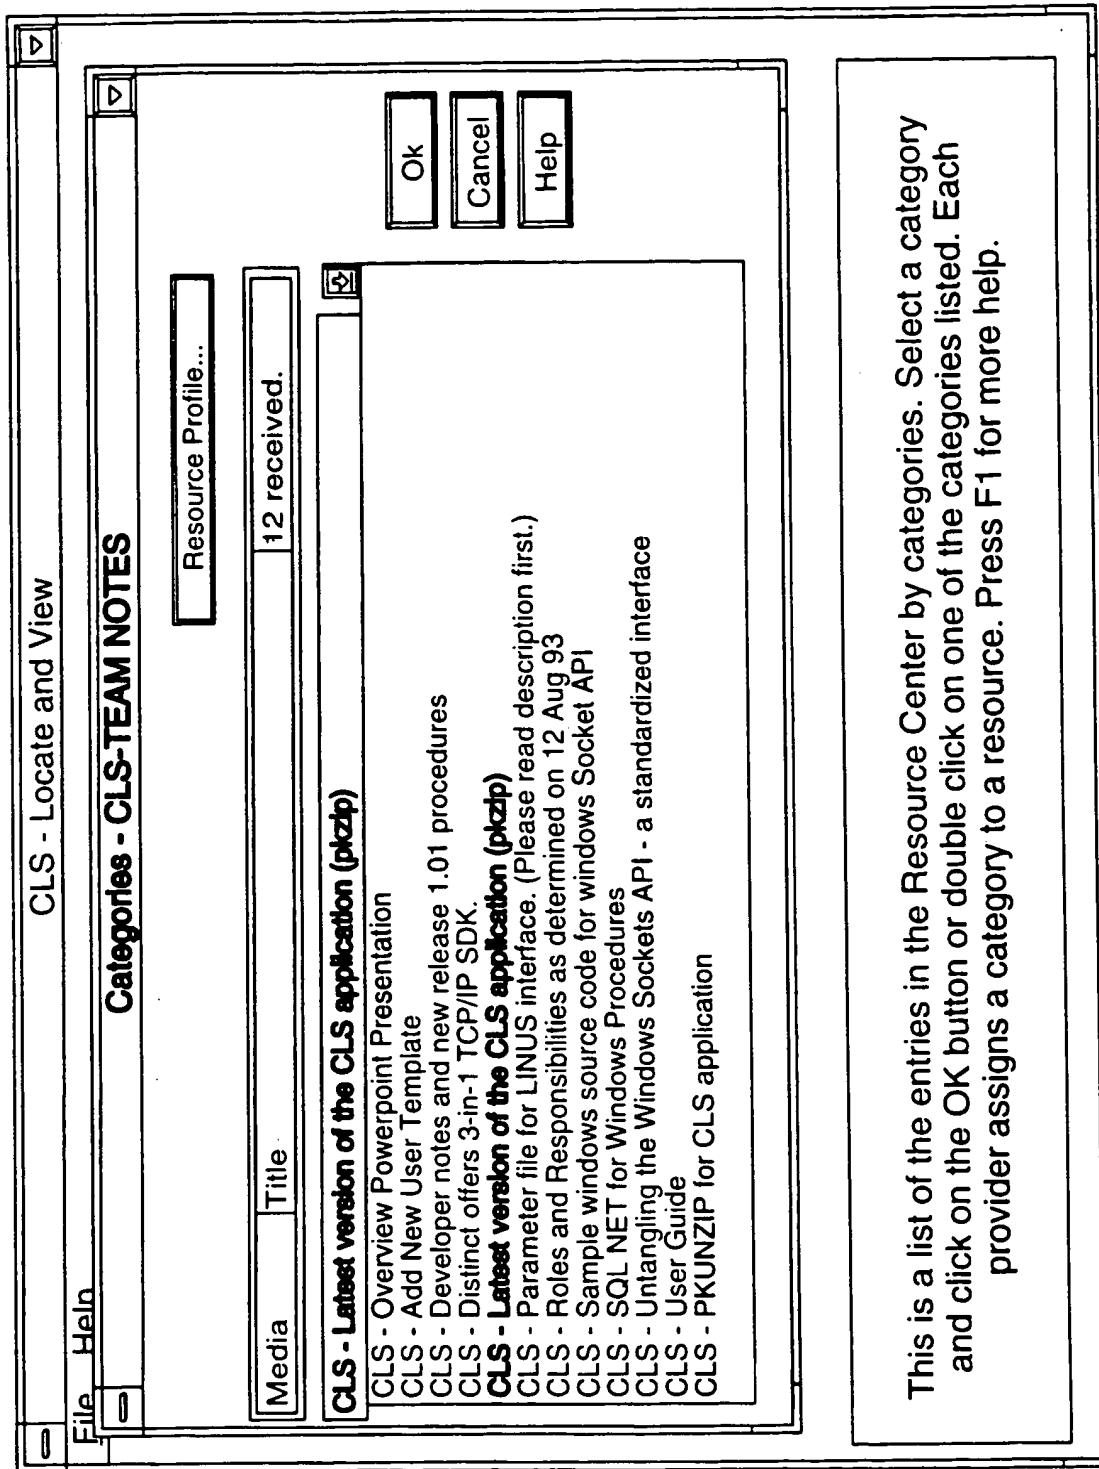 CLS - Locate and View
File Help
Categories - CLS-TEAM NOTES
Resource Profile...
Media Title 12 received.
CLS - Latest version of the CLS application (pkzip)
CLS - Overview Powerpoint Presentation
CLS - Add New User Template
CLS - Developer notes and new release 1.01 procedures
CLS - Distinct offers 3-in-1 TCP/IP SDK.
CLS - Latest version of the CLS application (pkzip)
CLS - Parameter file for LINUS interface. (Please read description first.)
CLS - Roles and Responsibilities as determined on 12 Aug 93
CLS - Sample windows source code for windows Socket API
CLS - SQL NET for Windows Procedures
CLS - Untangling the Windows Sockets API - a standardized interface
CLS - User Guide
CLS - PKUNZIP for CLS application
Ok
Cancel
Help
This is a list of the entries in the Resource Center by categories. Select a category
and click on the OK button or double click on one of the categories listed. Each
provider assigns a category to a resource. Press F1 for more help.